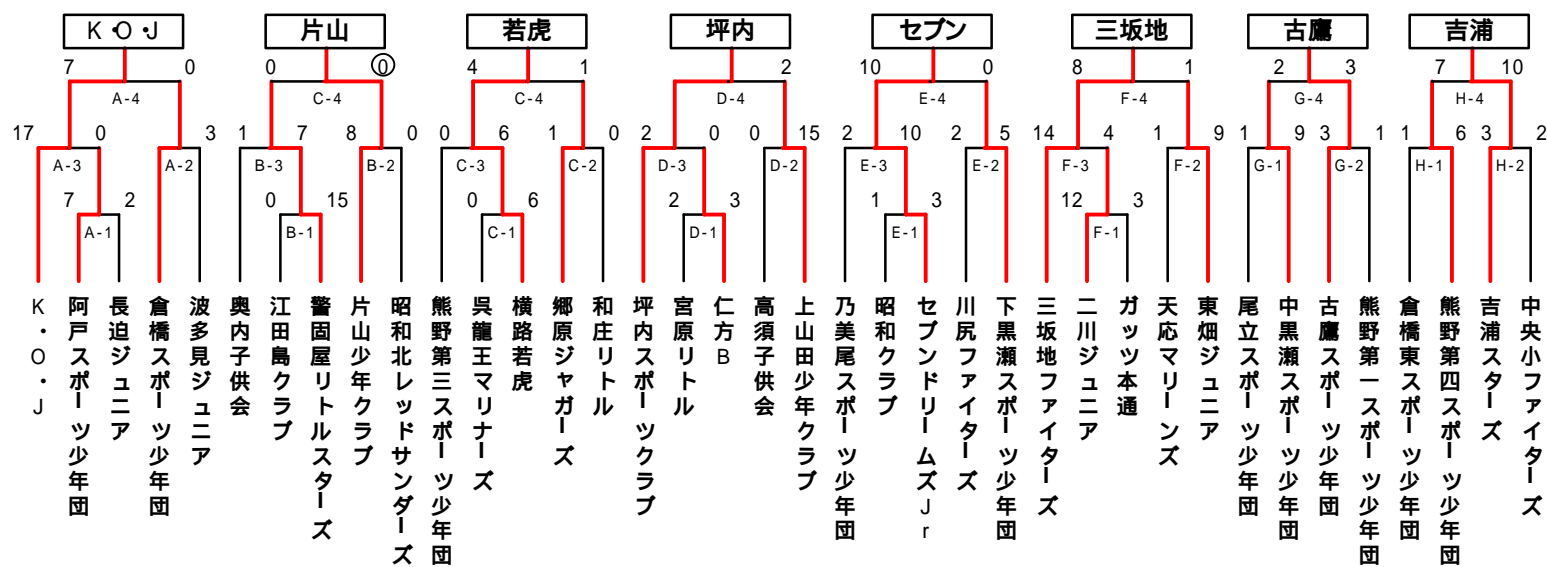 K・O・J 片山 若虎 坪内 セブン 三坂地 古鷹 吉浦
7 0 0 ⓪ 4 1 2 10 0 8 1 2 3 7 10
A-4 C-4 C-4 D-4 E-4 F-4 G-4 H-4
17 0 3 1 7 8 0 0 6 1 0 2 0 0 15 2 10 2 5 14 4 1 9 1 9 3 1 1 6 3 2
A-3 A-2 B-3 B-2 C-3 C-2 D-3 D-2 E-3 E-2 F-3 F-2 G-1 G-2 H-1 H-2
7 2 0 15 0 6 2 3 1 3 12 3
A-1 B-1 C-1 D-1 E-1 F-1
K・O・J
阿戸スポーツ少年団
長迫ジュニア
倉橋スポーツ少年団
波多見ジュニア
奥内子供会
江田島クラブ
警固屋リトルスターズ
片山少年クラブ
昭和北レッドサンダーズ
熊野第三スポーツ少年団
呉龍王マリナーズ
横路若虎
郷原ジャガーズ
和庄リトル
坪内スポーツクラブ
宮原リトル
仁方B
高須子供会
上山田少年クラブ
乃美尾スポーツ少年団
昭和クラブ
セブンドリームズJr
川尻ファイターズ
下黒瀬スポーツ少年団
三坂地ファイターズ
二川ジュニア
ガッツ本通
天応マリーンズ
東畑ジュニア
尾立スポーツ少年団
中黒瀬スポーツ少年団
古鷹スポーツ少年団
熊野第一スポーツ少年団
倉橋東スポーツ少年団
熊野第四スポーツ少年団
吉浦スターズ
中央小ファイターズ